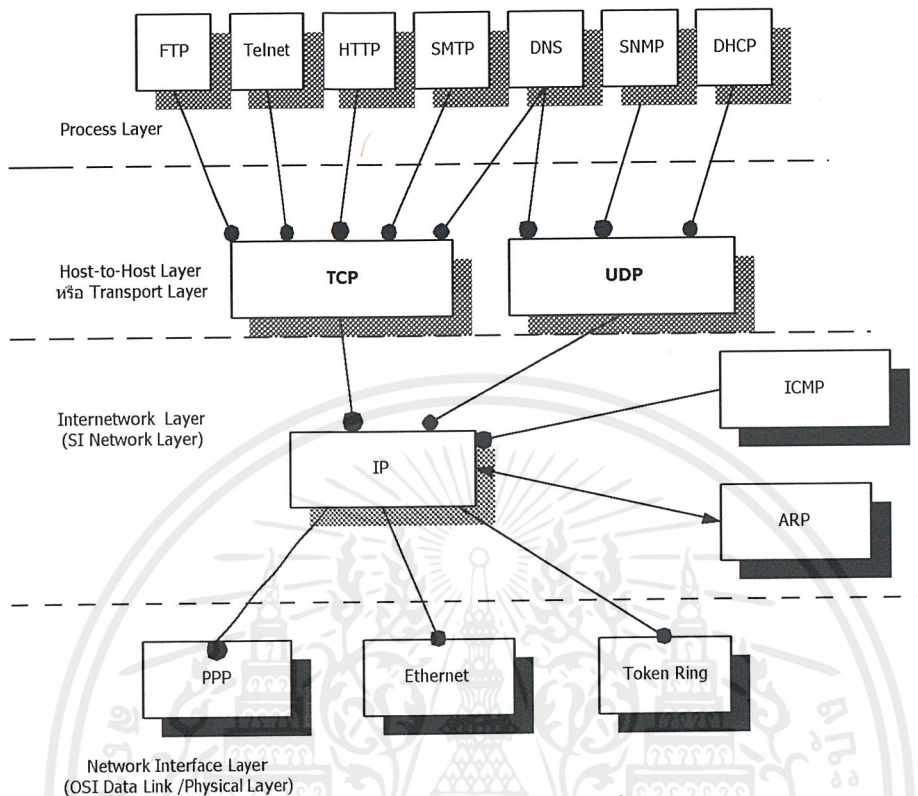 FTP
Telnet
HTTP
SMTP
DNS
SNMP
DHCP
Process Layer
Host-to-Host Layer
หรือ Transport Layer
TCP
UDP
Internetwork Layer
(SI Network Layer)
ICMP
IP
ARP
PPP
Ethernet
Token Ring
Network Interface Layer
(OSI Data Link /Physical Layer)